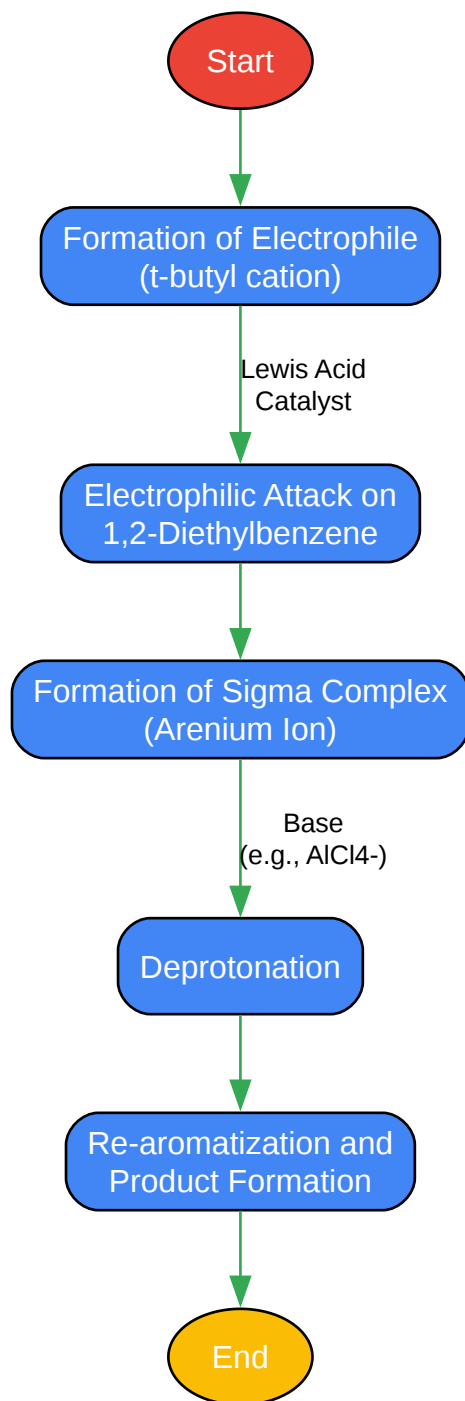 Start
Formation of Electrophile
(t-butyl cation)
Lewis Acid
Catalyst
Electrophilic Attack on
1,2-Diethylbenzene
Formation of Sigma Complex
(Arenium Ion)
Base
(e.g., AlCl4-)
Deprotonation
Re-aromatization and
Product Formation
End